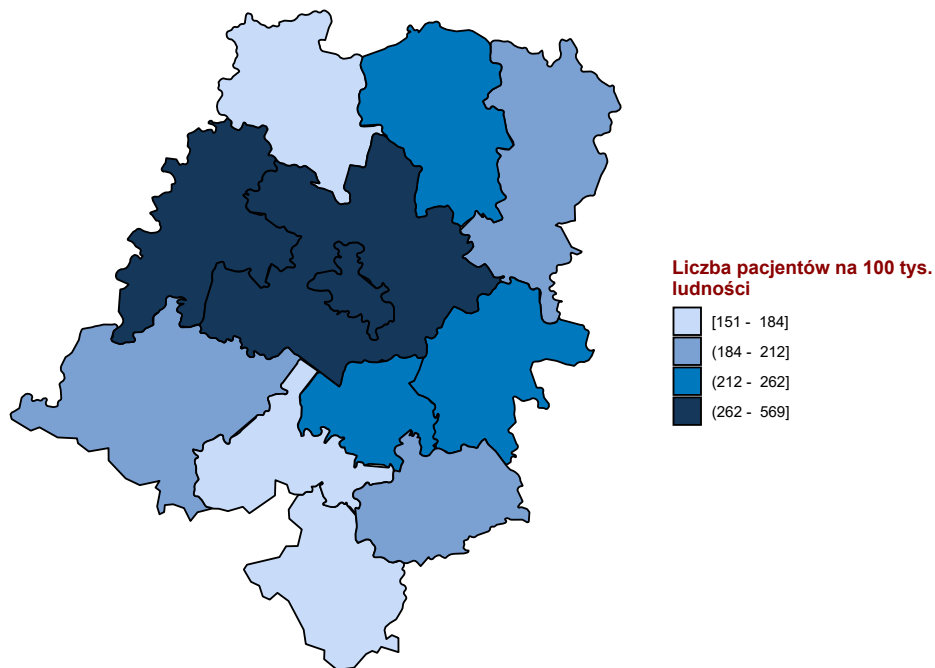 Liczba pacjentów na 100 tys.
ludności
[151 - 184]
(184 - 212]
(212 - 262]
(262 - 569]